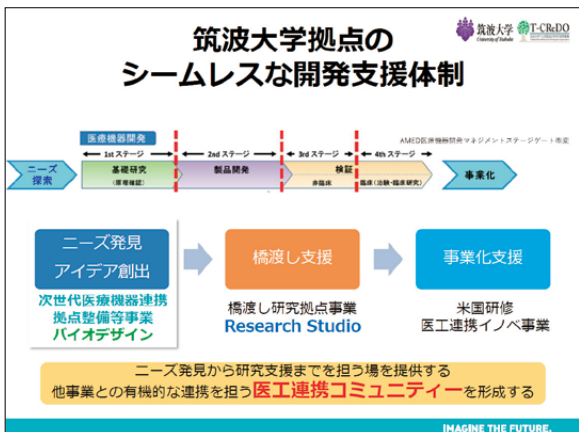 筑波大学拠点の
シームレスな開発支援体制
筑波大学
University of Tsukuba
T-CReDO
医療機器開発
AMED医療機器開発マネジメントステージゲート改変
1st ステージ
2nd ステージ
3rd ステージ
4th ステージ
ニーズ
探索
基礎研究
(原理確認)
製品開発
検証
非臨床
臨床(治験・臨床研究)
事業化
ニーズ発見
アイデア創出
橋渡し支援
事業化支援
次世代医療機器連携
拠点整備等事業
バイオデザイン
橋渡し研究拠点事業
Research Studio
米国研修
医工連携イノベ事業
ニーズ発見から研究支援までを担う場を提供する
他事業との有機的な連携を担う医工連携コミュニティーを形成する
IMAGINE THE FUTURE.